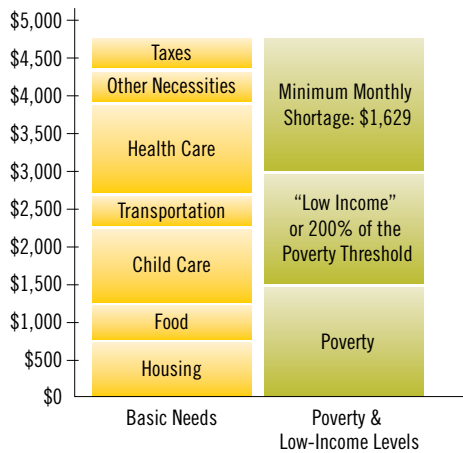 $5,000
$4,500
$4,000
$3,500
$3,000
$2,500
$2,000
$1,500
$1,000
$500
$0
Taxes
Other Necessities
Health Care
Transportation
Child Care
Food
Housing
Minimum Monthly
Shortage: $1,629
“Low Income”
or 200% of the
Poverty Threshold
Poverty
Basic Needs
Poverty &
Low-Income Levels